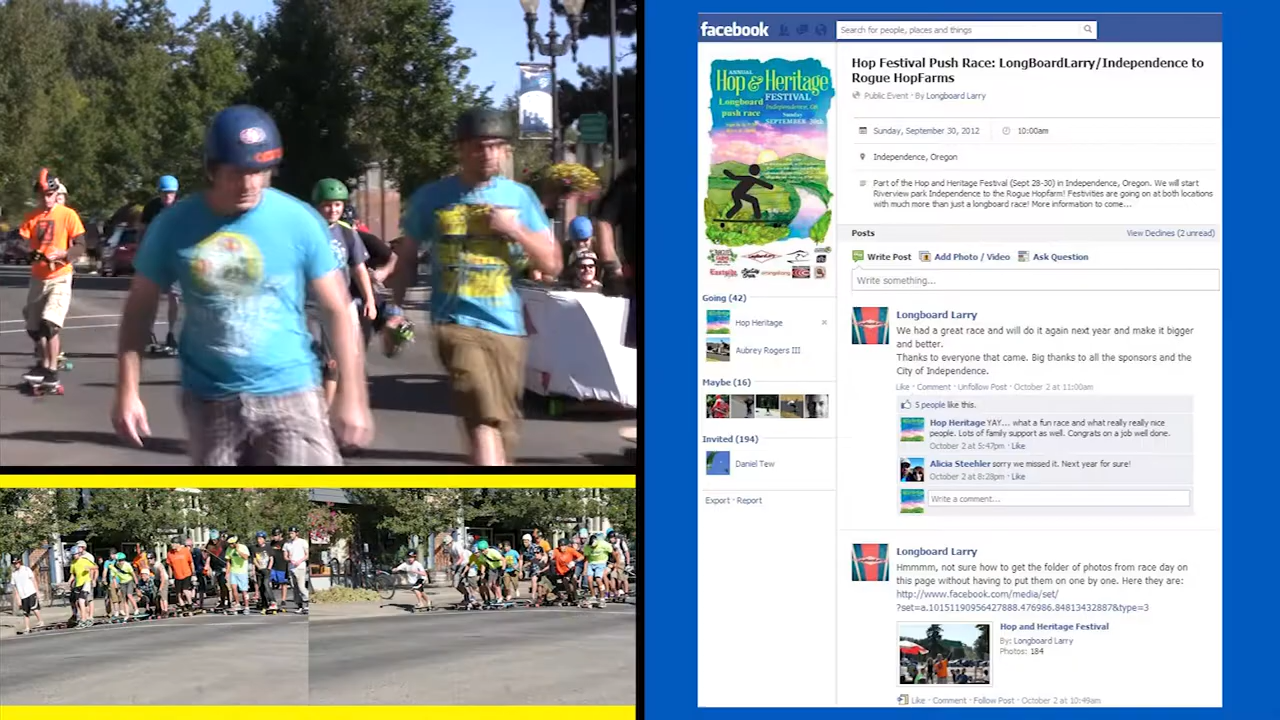 facebook
Search for people, places and things
ANNUAL
Hop & Heritage
FESTIVAL
Longboard
push race
Independence, OR
Sunday
SEPTEMBER 30th
Hop Festival Push Race: LongBoardLarry/Independence to
Rogue HopFarms
Public Event · By Longboard Larry
Sunday, September 30, 2012
10:00am
Independence, Oregon
Part of the Hop and Heritage Festival (Sept 28-30) in Independence, Oregon. We will start
Riverview park Independence to the Rogue Hopfarm! Festivities are going on at both locations
with much more than just a longboard race! More information to come...
Posts
View Declines (2 unread)
Write Post
Add Photo / Video
Ask Question
Write something...
Going (42)
Hop Heritage
Aubrey Rogers III
Maybe (16)
Invited (194)
Daniel Tew
Export · Report
Longboard Larry
We had a great race and will do it again next year and make it bigger
and better.
Thanks to everyone that came. Big thanks to all the sponsors and the
City of Independence.
Like · Comment · Unfollow Post · October 2 at 11:00am
5 people like this.
Hop Heritage YAY... what a fun race and what really really nice
people. Lots of family support as well. Congrats on a job well done.
October 2 at 5:47pm · Like
Alicia Steehler sorry we missed it. Next year for sure!
October 2 at 8:28pm · Like
Write a comment...
Longboard Larry
Hmmmm, not sure how to get the folder of photos from race day on
this page without having to put them on one by one. Here they are:
http://www.facebook.com/media/set/
?set=a.10151190956427888.476986.84813432887&type=3
Hop and Heritage Festival
By: Longboard Larry
Photos: 184
Like · Comment · Follow Post · October 2 at 10:49am